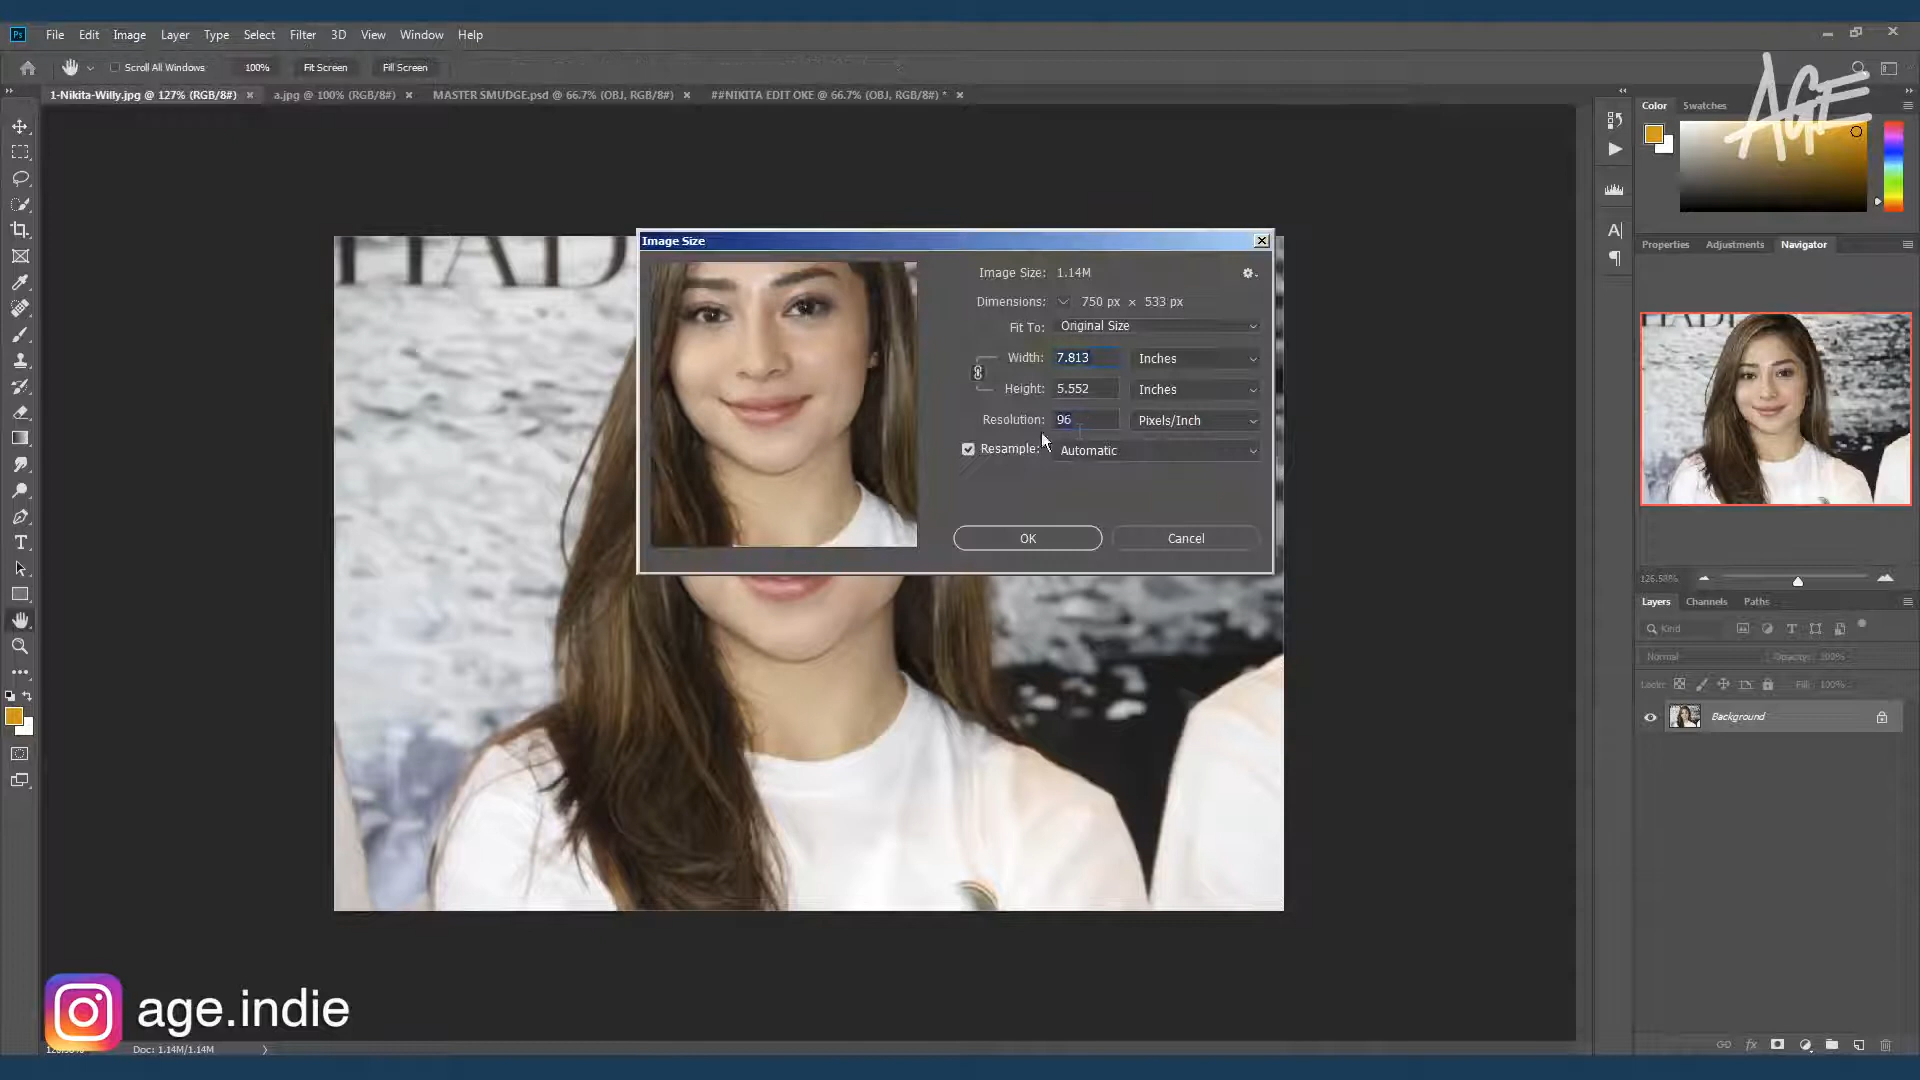 Ps File Edit Image Layer Type Select Filter 3D View Window Help
Scroll All Windows 100% Fit Screen Fill Screen
1-Nikita-Willy.jpg @ 127% (RGB/8#) × a.jpg @ 100% (RGB/8#) × MASTER SMUDGE.psd @ 66.7% (OBJ, RGB/8#) × ##NIKITA EDIT OKE @ 66.7% (OBJ, RGB/8#) * ×
AGE
Color Swatches
Properties Adjustments Navigator
Image Size
Image Size: 1.14M
Dimensions: 750 px × 533 px
Fit To: Original Size
Width: 7.813 Inches
Height: 5.552 Inches
Resolution: 96 Pixels/Inch
Resample: Automatic
OK Cancel
126.58%
Layers Channels Paths
Kind
Normal Opacity: 100%
Lock: Fill: 100%
Background
age.indie
Doc: 1.14M/1.14M